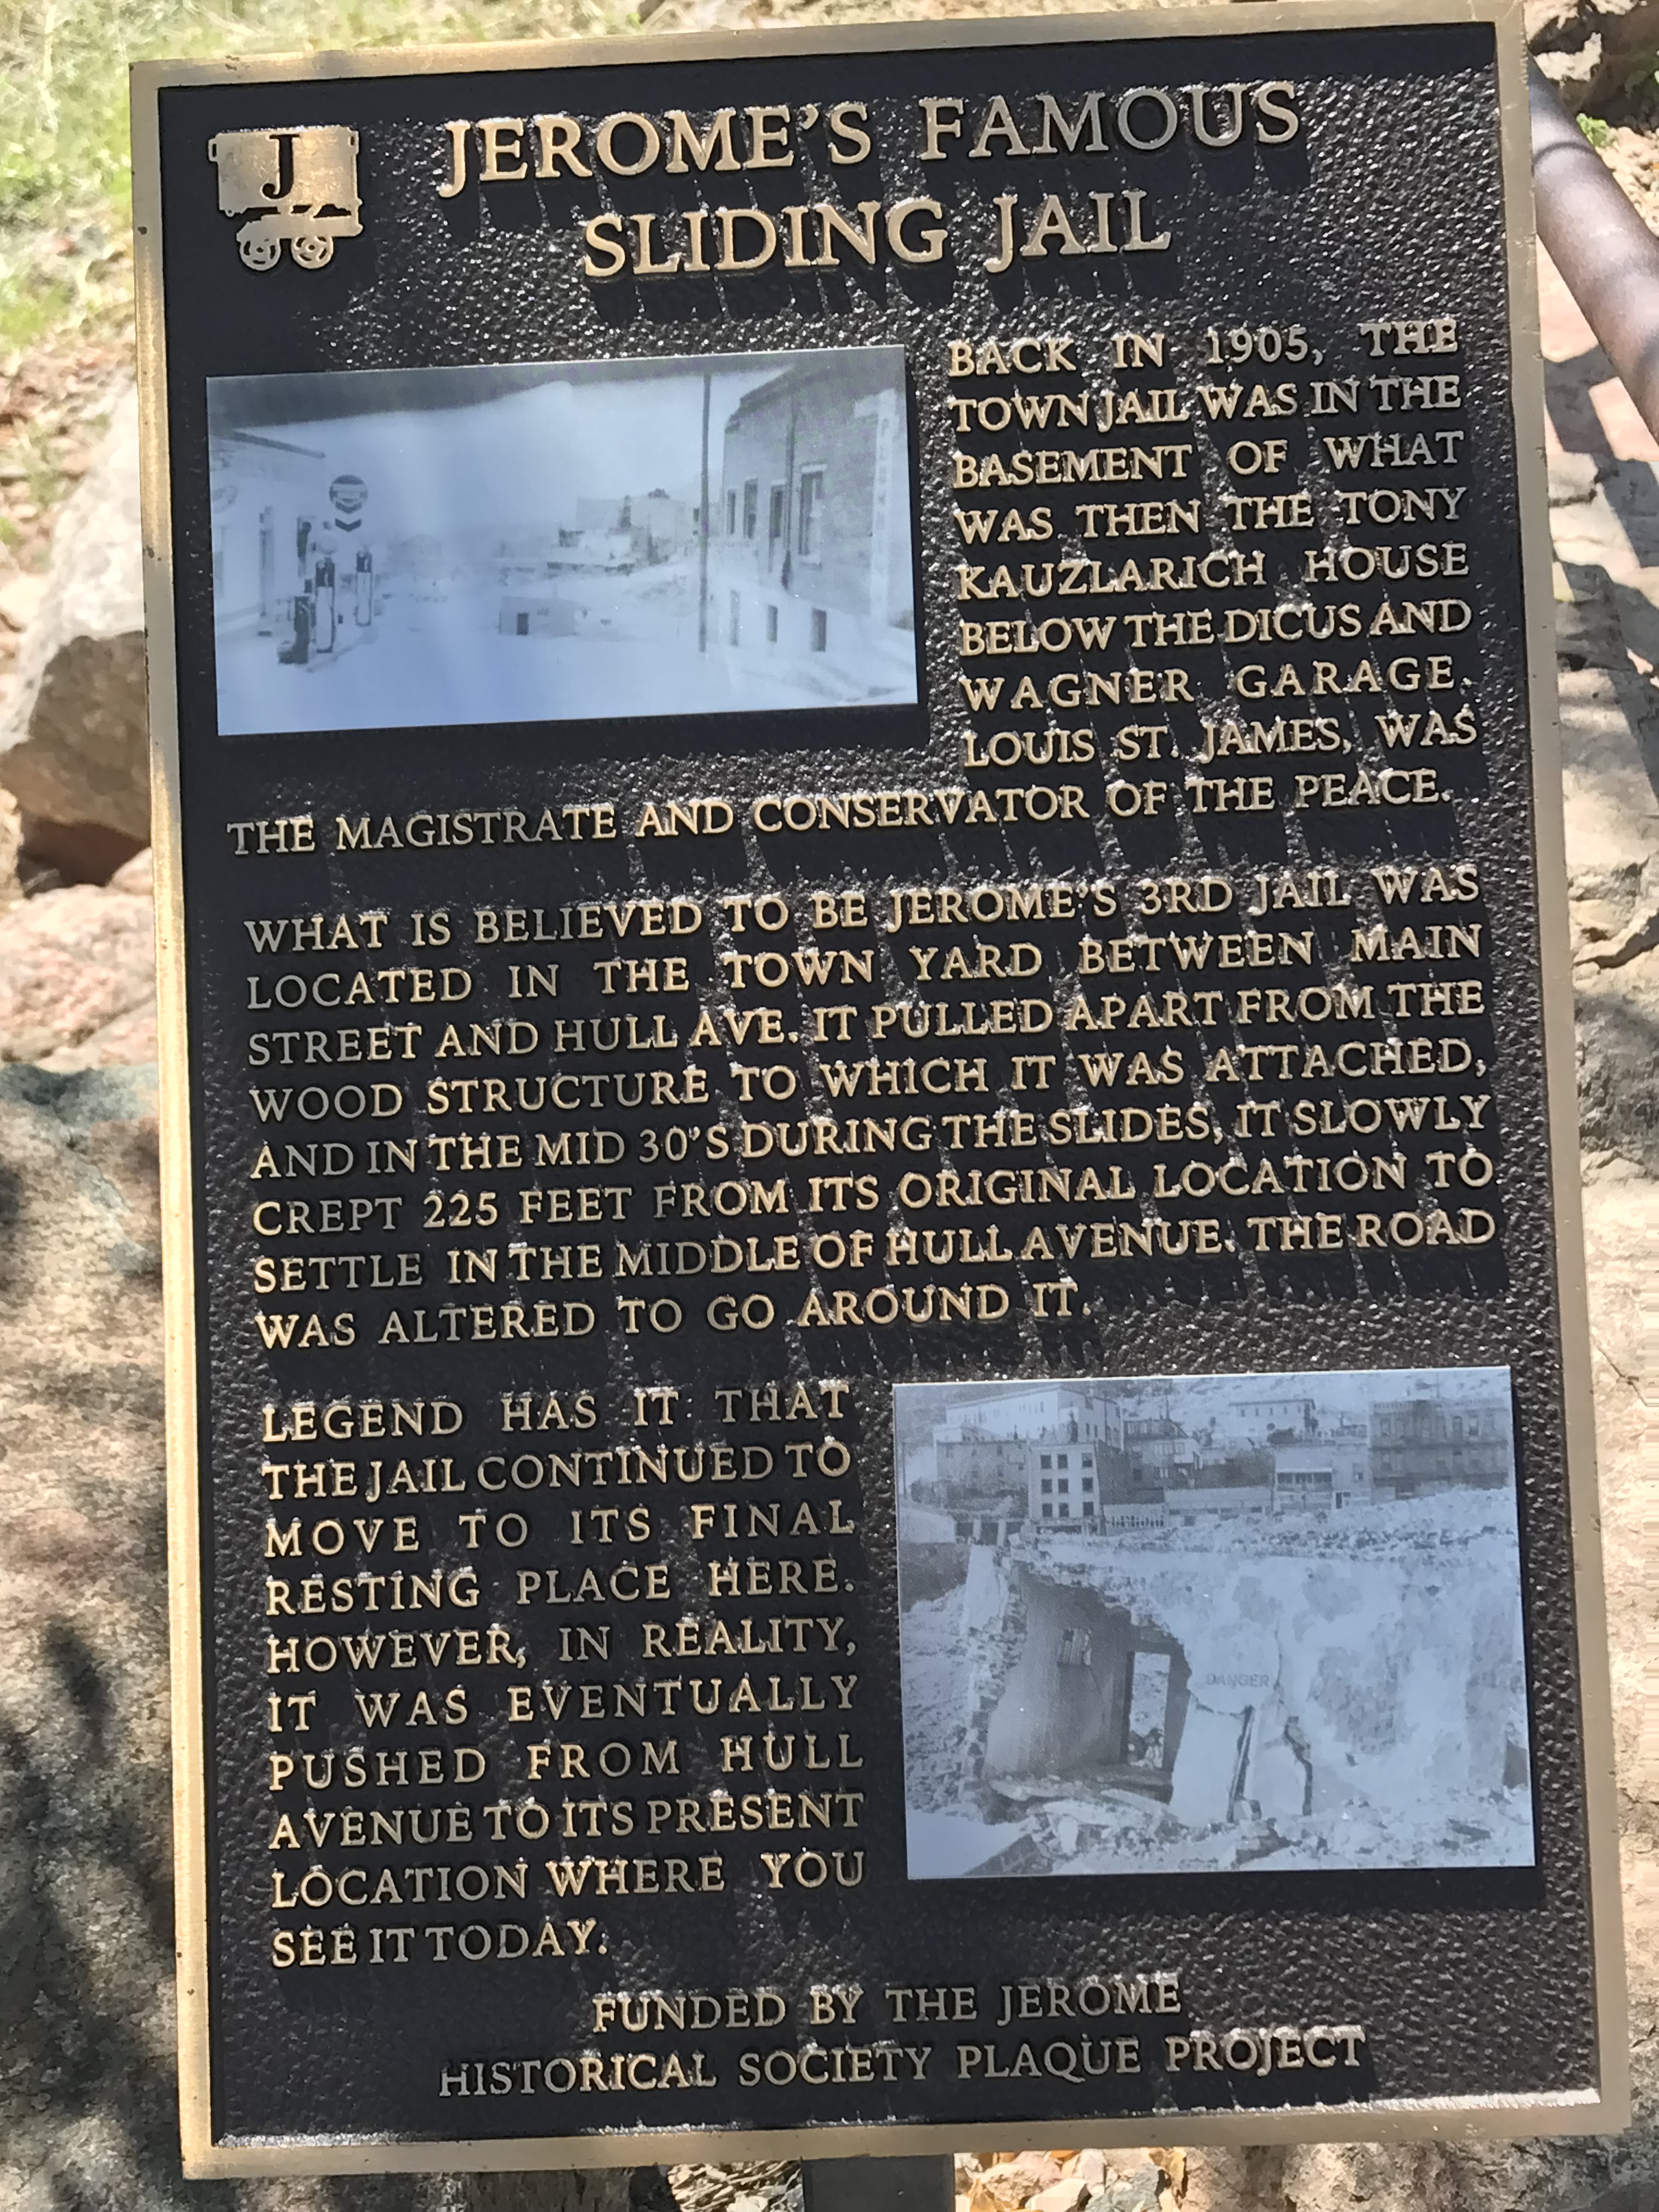 J
JEROME'S FAMOUS
SLIDING JAIL
BACK IN 1905, THE
TOWN JAIL WAS IN THE
BASEMENT OF WHAT
WAS THEN THE TONY
KAUZLARICH HOUSE
BELOW THE DICUS AND
WAGNER GARAGE.
LOUIS ST. JAMES, WAS
THE MAGISTRATE AND CONSERVATOR OF THE PEACE.
WHAT IS BELIEVED TO BE JEROME'S 3RD JAIL WAS
LOCATED IN THE TOWN YARD BETWEEN MAIN
STREET AND HULL AVE. IT PULLED APART FROM THE
WOOD STRUCTURE TO WHICH IT WAS ATTACHED,
AND IN THE MID 30'S DURING THE SLIDES, IT SLOWLY
CREPT 225 FEET FROM ITS ORIGINAL LOCATION TO
SETTLE IN THE MIDDLE OF HULL AVENUE. THE ROAD
WAS ALTERED TO GO AROUND IT.
LEGEND HAS IT THAT
THE JAIL CONTINUED TO
MOVE TO ITS FINAL
RESTING PLACE HERE.
HOWEVER, IN REALITY,
IT WAS EVENTUALLY
PUSHED FROM HULL
AVENUE TO ITS PRESENT
LOCATION WHERE YOU
SEE IT TODAY.
DANGER
FUNDED BY THE JEROME
HISTORICAL SOCIETY PLAQUE PROJECT